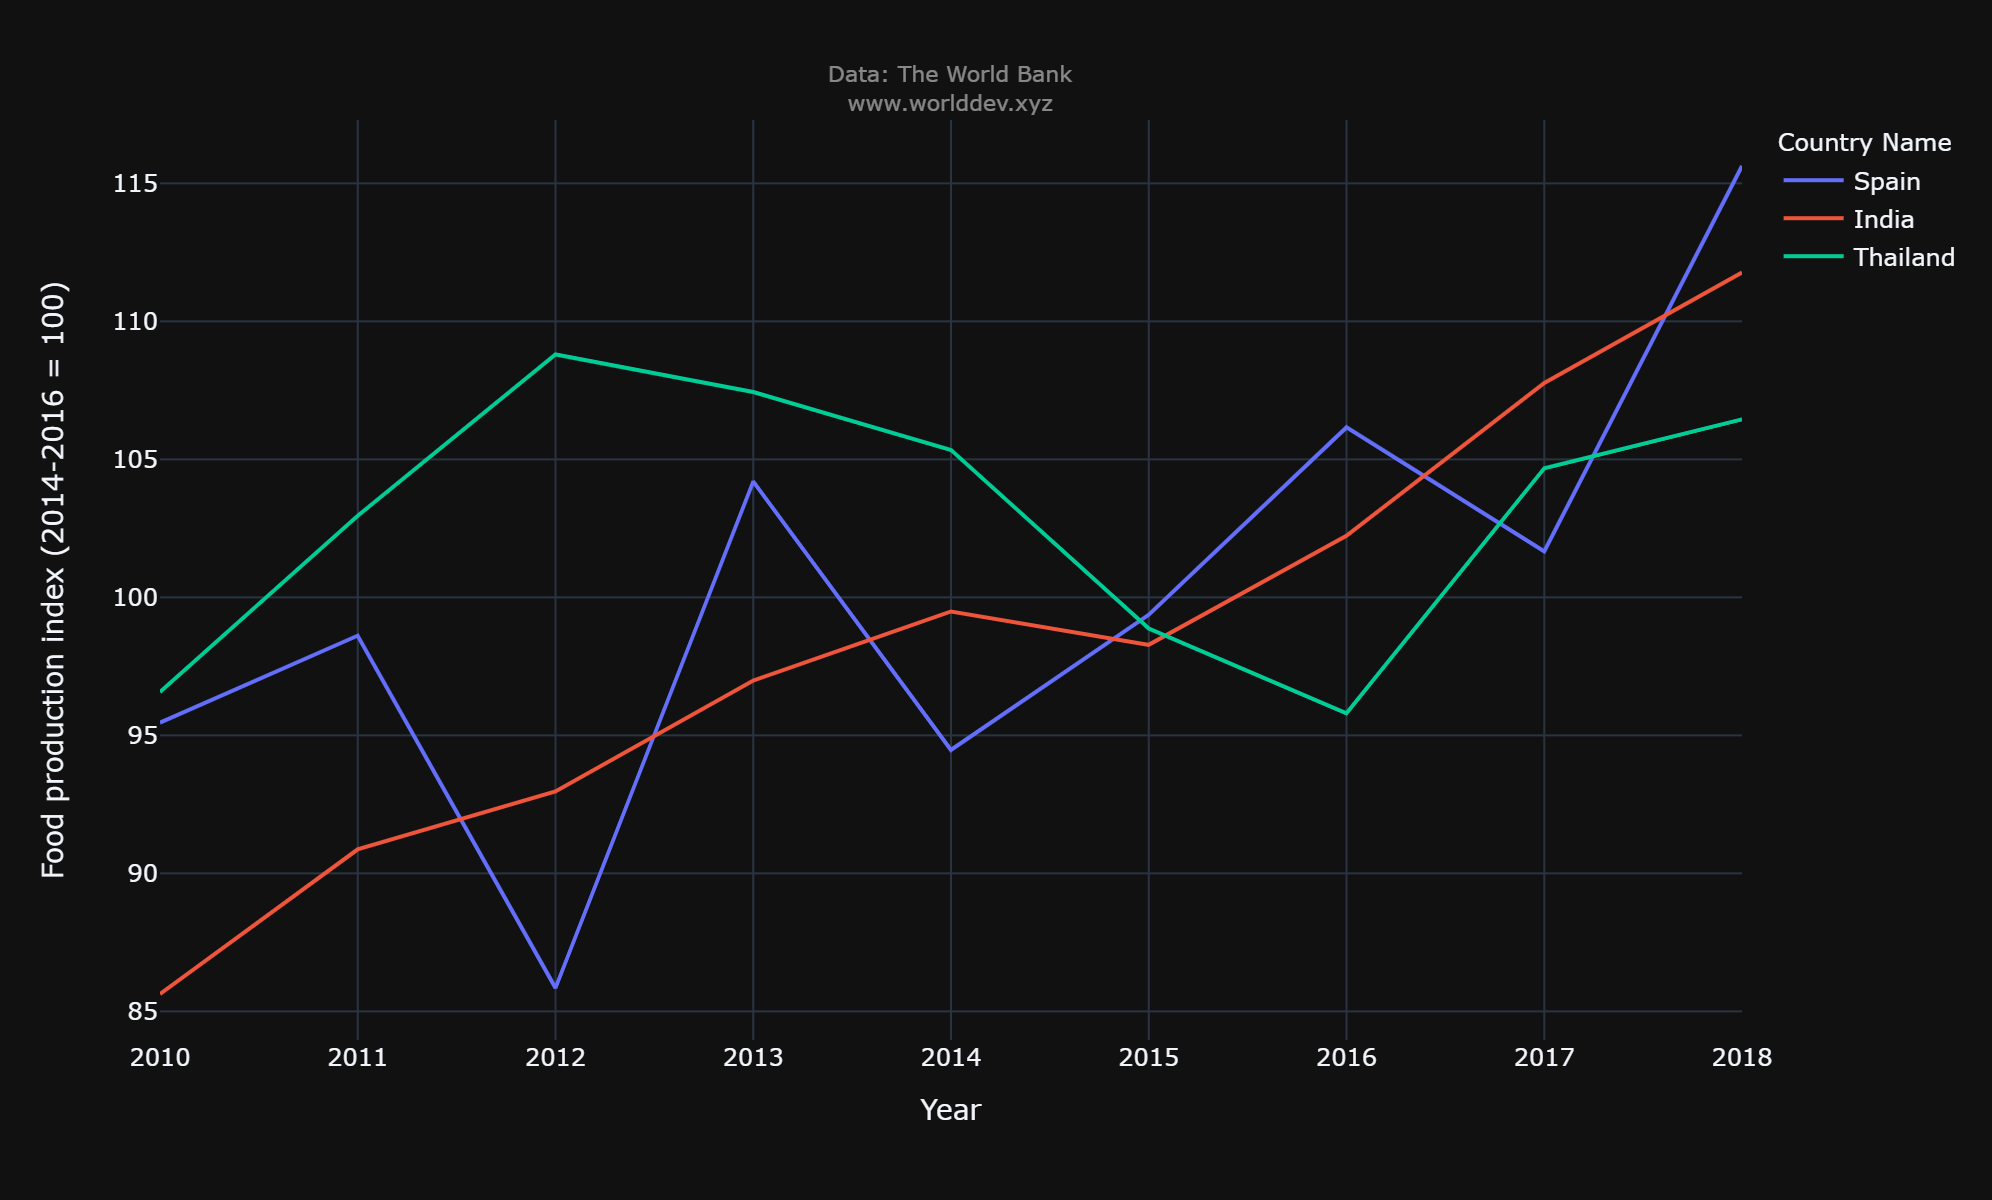 Data: The World Bank
www.worlddev.xyz
Country Name
Spain
India
Thailand
Food production index (2014-2016 = 100)
115
110
105
100
95
90
85
2010 2011 2012 2013 2014 2015 2016 2017 2018
Year